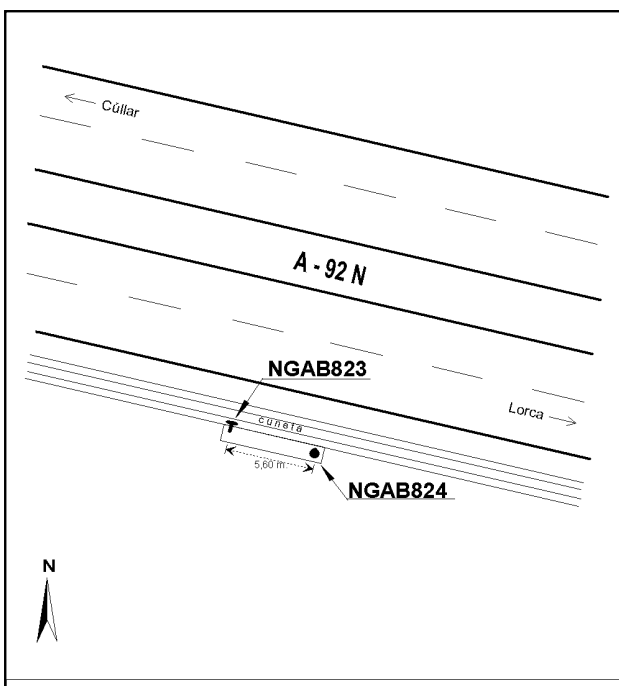 Cúllar
A - 92 N
NGAB823
Lorca
cuneta
5,60 m
NGAB824
N